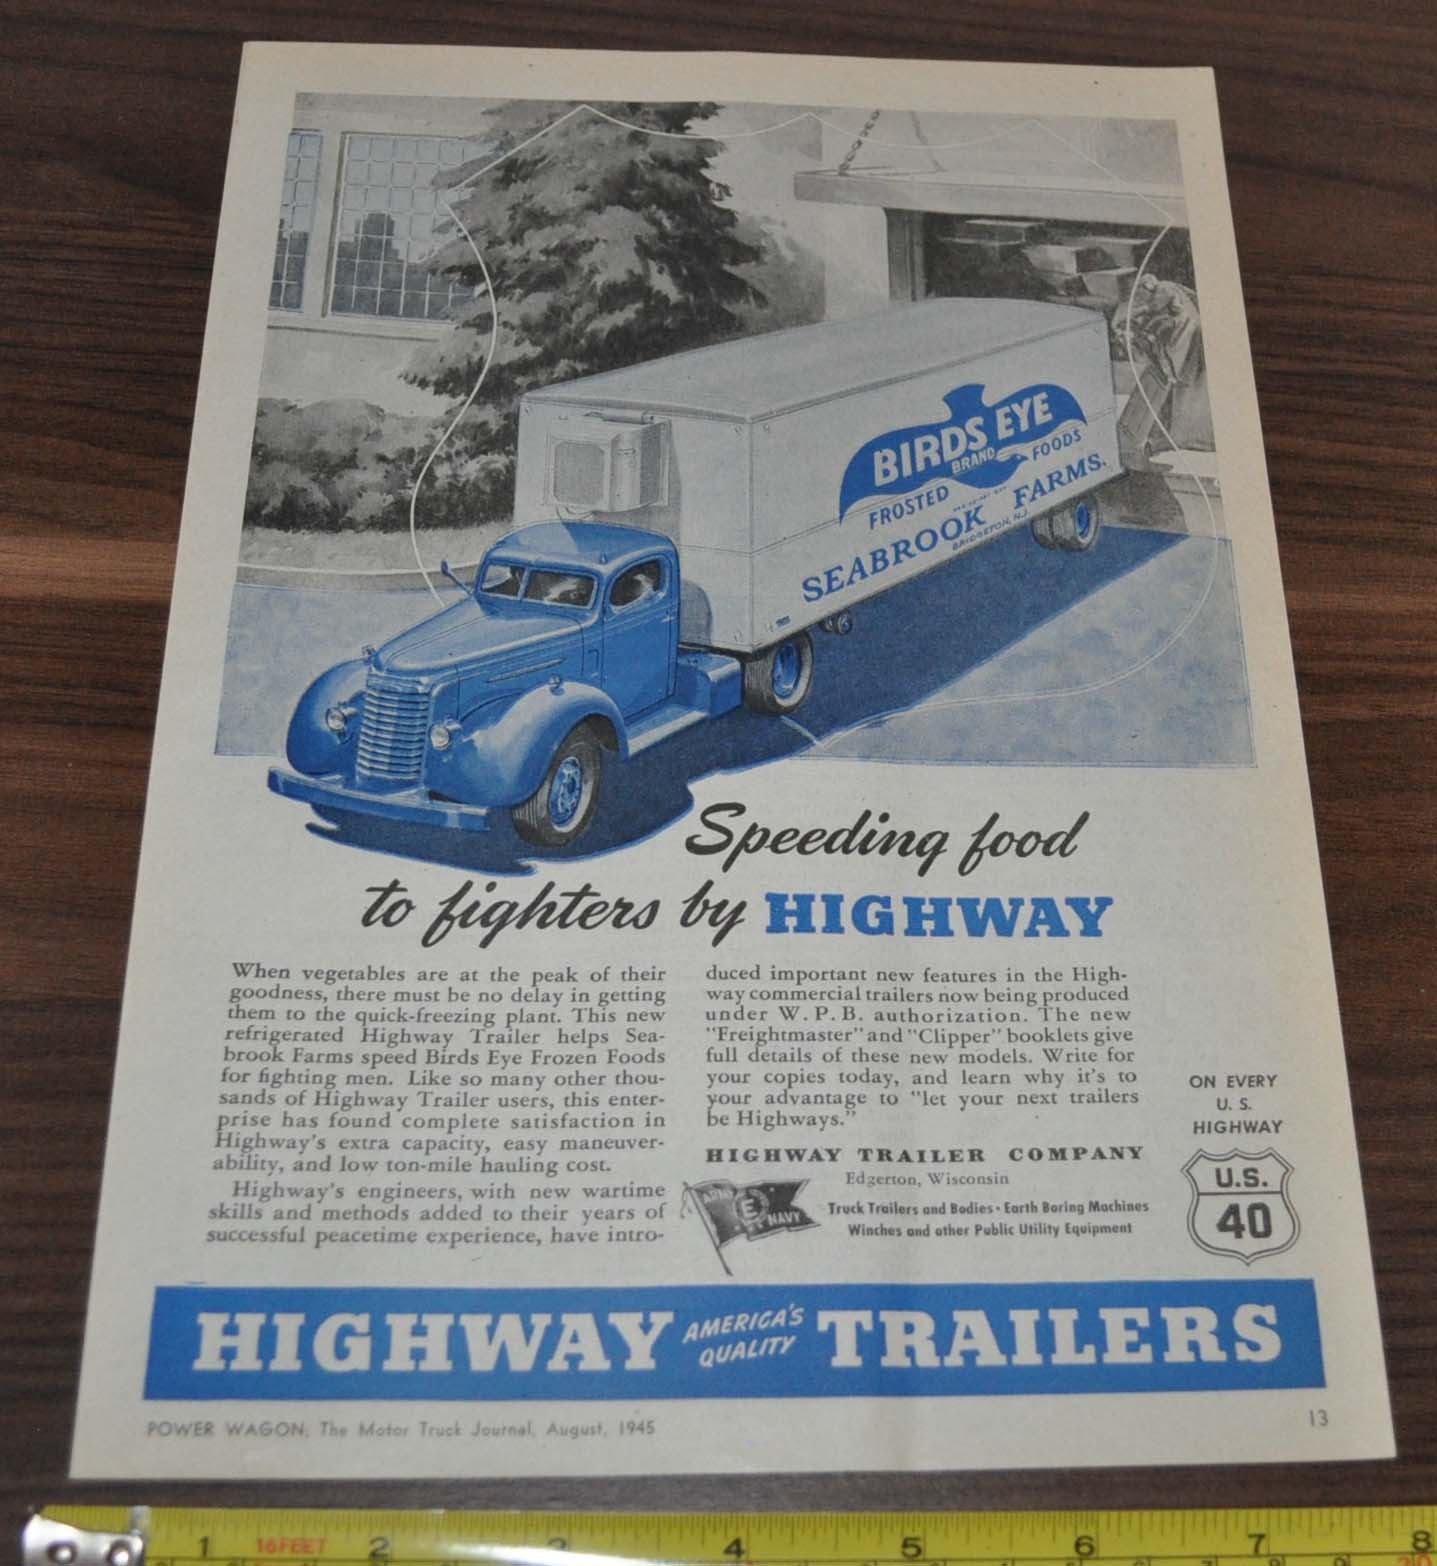 BIRDS EYE
BRAND
FROSTED FOODS
SEABROOK FARMS.
BRIDGETON, N.J.
Speeding food
to fighters by HIGHWAY
When vegetables are at the peak of their
goodness, there must be no delay in getting
them to the quick-freezing plant. This new
refrigerated Highway Trailer helps Sea-
brook Farms speed Birds Eye Frozen Foods
for fighting men. Like so many other thou-
sands of Highway Trailer users, this enter-
prise has found complete satisfaction in
Highway's extra capacity, easy maneuver-
ability, and low ton-mile hauling cost.
Highway's engineers, with new wartime
skills and methods added to their years of
successful peacetime experience, have intro-
duced important new features in the High-
way commercial trailers now being produced
under W. P. B. authorization. The new
"Freightmaster" and "Clipper" booklets give
full details of these new models. Write for
your copies today, and learn why it's to
your advantage to "let your next trailers
be Highways."
HIGHWAY TRAILER COMPANY
Edgerton, Wisconsin
ARMY E NAVY
Truck Trailers and Bodies • Earth Boring Machines
Winches and other Public Utility Equipment
ON EVERY
U. S.
HIGHWAY
U.S.
40
HIGHWAY AMERICA'S QUALITY TRAILERS
POWER WAGON, The Motor Truck Journal, August, 1945
13
1 16FEET 2 3 4 5 6 7 8